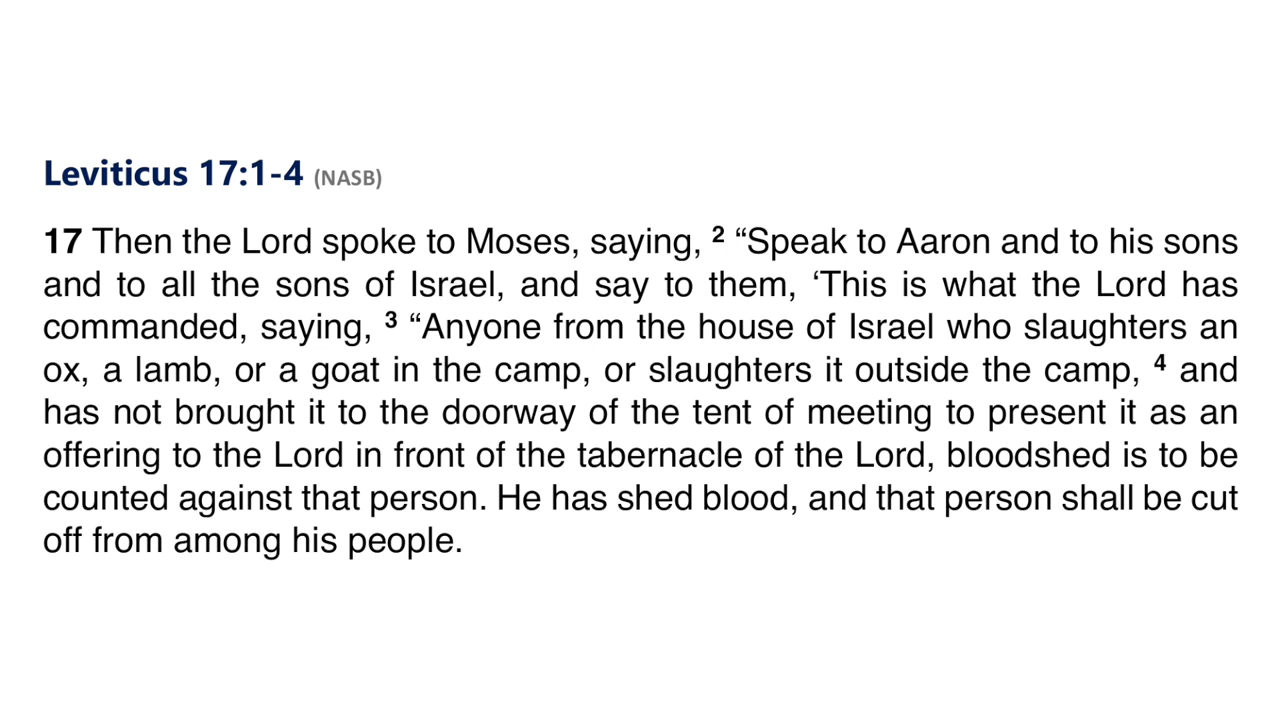 Leviticus 17:1-4 (NASB)
17 Then the Lord spoke to Moses, saying, 2 “Speak to Aaron and to his sons
and to all the sons of Israel, and say to them, ‘This is what the Lord has
commanded, saying, 3 “Anyone from the house of Israel who slaughters an
ox, a lamb, or a goat in the camp, or slaughters it outside the camp, 4 and
has not brought it to the doorway of the tent of meeting to present it as an
offering to the Lord in front of the tabernacle of the Lord, bloodshed is to be
counted against that person. He has shed blood, and that person shall be cut
off from among his people.